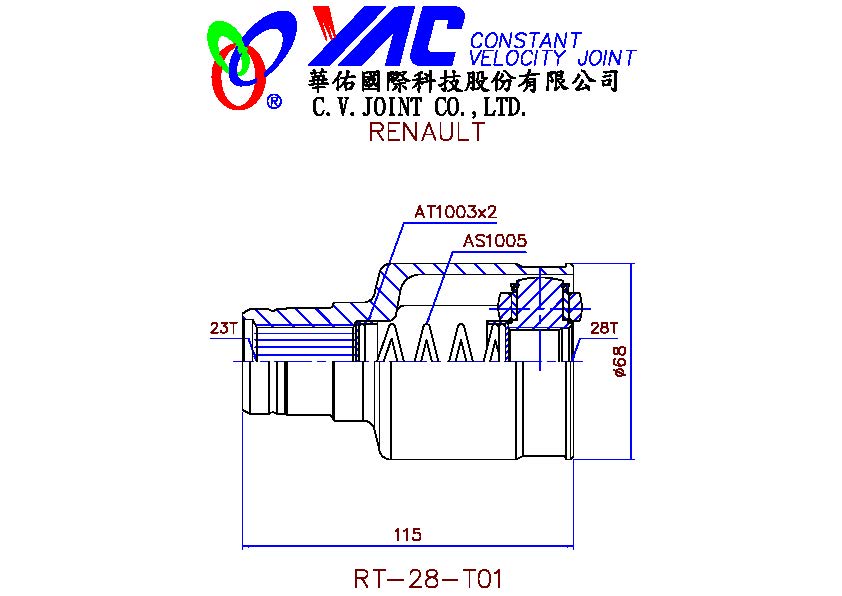 YAC CONSTANT
VELOCITY JOINT
®
華佑國際科技股份有限公司
C.V.JOINT CO.,LTD.
RENAULT
AT1003x2
AS1005
23T
28T
ø68
115
RT-28-T01